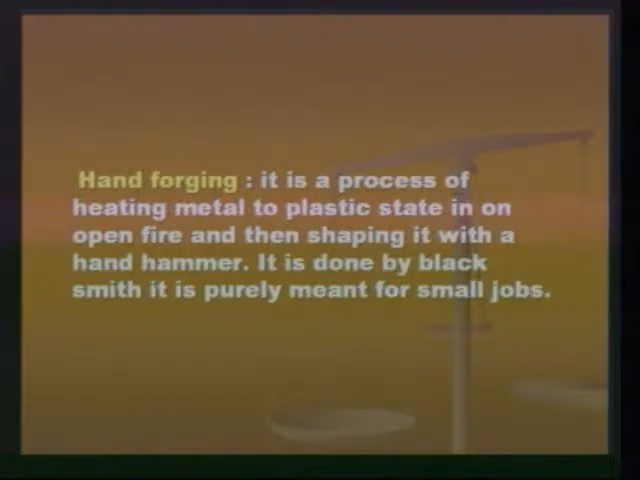 Hand forging : it is a process of
heating metal to plastic state in on
open fire and then shaping it with a
hand hammer. It is done by black
smith it is purely meant for small jobs.